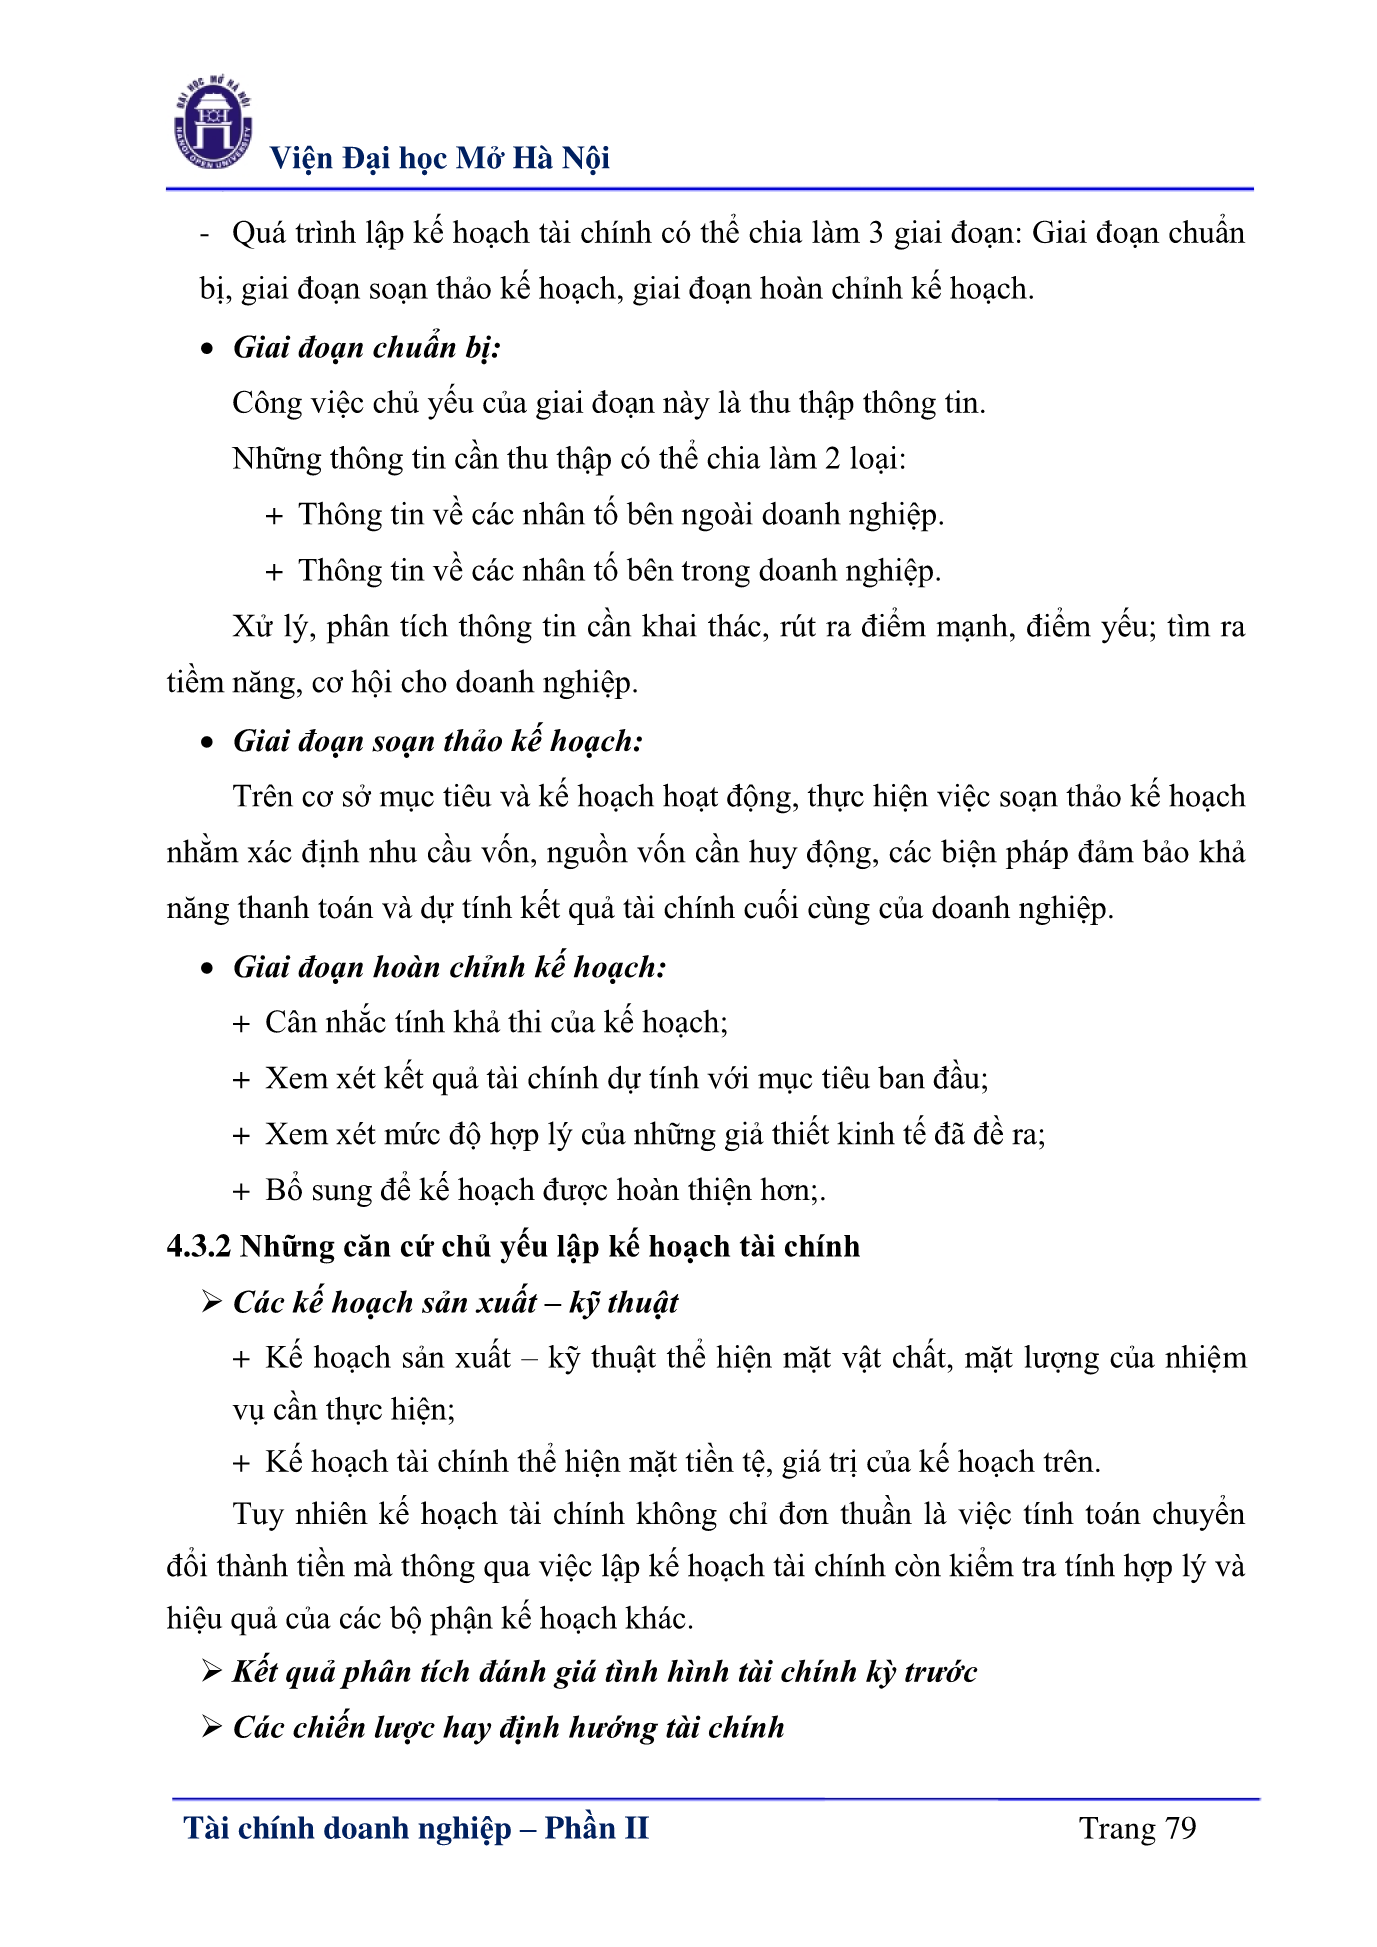 ĐẠI HỌC MỞ HÀ NỘI
HANOI OPEN UNIVERSITY
Viện Đại học Mở Hà Nội
- Quá trình lập kế hoạch tài chính có thể chia làm 3 giai đoạn: Giai đoạn chuẩn
bị, giai đoạn soạn thảo kế hoạch, giai đoạn hoàn chỉnh kế hoạch.
• Giai đoạn chuẩn bị:
Công việc chủ yếu của giai đoạn này là thu thập thông tin.
Những thông tin cần thu thập có thể chia làm 2 loại:
+ Thông tin về các nhân tố bên ngoài doanh nghiệp.
+ Thông tin về các nhân tố bên trong doanh nghiệp.
Xử lý, phân tích thông tin cần khai thác, rút ra điểm mạnh, điểm yếu; tìm ra
tiềm năng, cơ hội cho doanh nghiệp.
• Giai đoạn soạn thảo kế hoạch:
Trên cơ sở mục tiêu và kế hoạch hoạt động, thực hiện việc soạn thảo kế hoạch
nhằm xác định nhu cầu vốn, nguồn vốn cần huy động, các biện pháp đảm bảo khả
năng thanh toán và dự tính kết quả tài chính cuối cùng của doanh nghiệp.
• Giai đoạn hoàn chỉnh kế hoạch:
+ Cân nhắc tính khả thi của kế hoạch;
+ Xem xét kết quả tài chính dự tính với mục tiêu ban đầu;
+ Xem xét mức độ hợp lý của những giả thiết kinh tế đã đề ra;
+ Bổ sung để kế hoạch được hoàn thiện hơn;.
4.3.2 Những căn cứ chủ yếu lập kế hoạch tài chính
➢ Các kế hoạch sản xuất – kỹ thuật
+ Kế hoạch sản xuất – kỹ thuật thể hiện mặt vật chất, mặt lượng của nhiệm
vụ cần thực hiện;
+ Kế hoạch tài chính thể hiện mặt tiền tệ, giá trị của kế hoạch trên.
Tuy nhiên kế hoạch tài chính không chỉ đơn thuần là việc tính toán chuyển
đổi thành tiền mà thông qua việc lập kế hoạch tài chính còn kiểm tra tính hợp lý và
hiệu quả của các bộ phận kế hoạch khác.
➢ Kết quả phân tích đánh giá tình hình tài chính kỳ trước
➢ Các chiến lược hay định hướng tài chính
Tài chính doanh nghiệp – Phần II
Trang 79